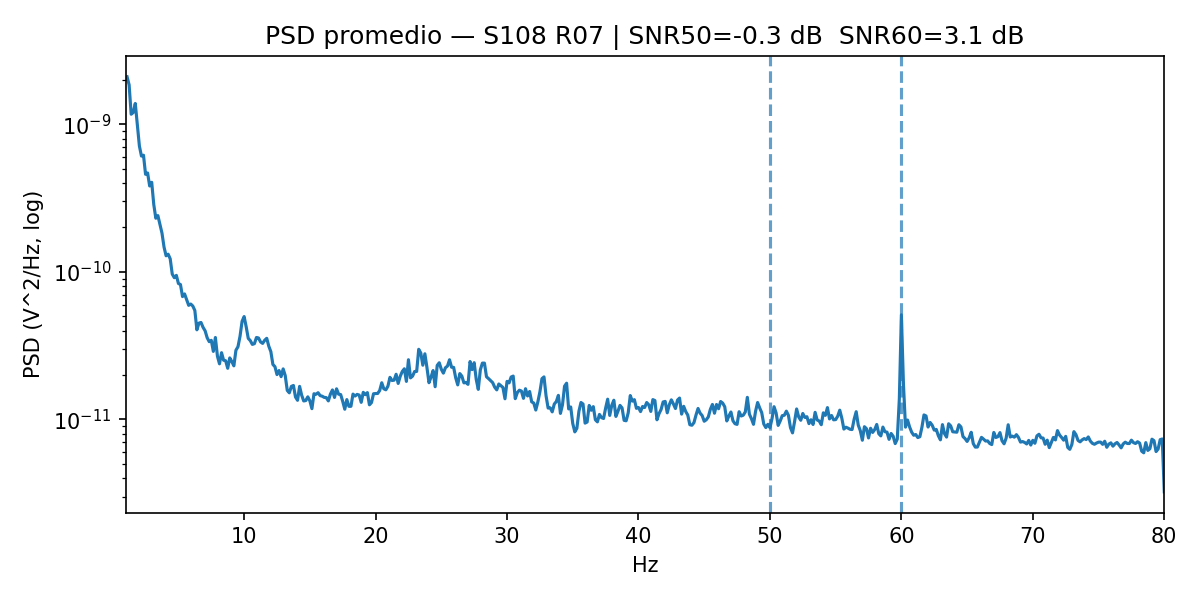 PSD promedio — S108 R07 | SNR50=-0.3 dB  SNR60=3.1 dB
PSD (V^2/Hz, log)
10⁻⁹
10⁻¹⁰
10⁻¹¹
10 20 30 40 50 60 70 80
Hz